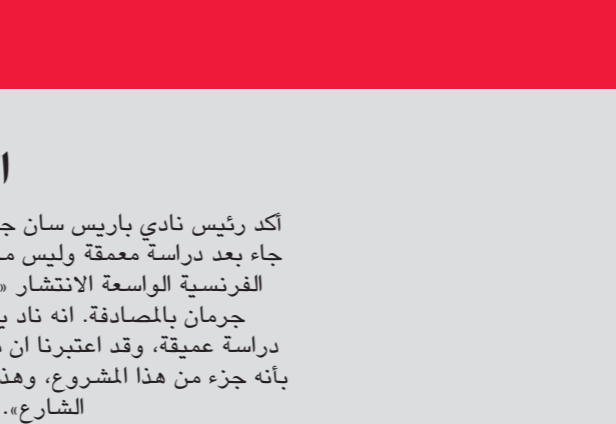 أكد رئيس نادي باريس سان
جاء بعد دراسة معمقة وليس
الفرنسية الواسعة الانتشار «
جرمان بالمصادفة. انه ناد
دراسة عميقة، وقد اعتبرنا ان
بأنه جزء من هذا المشروع، وهذ
الشارع».